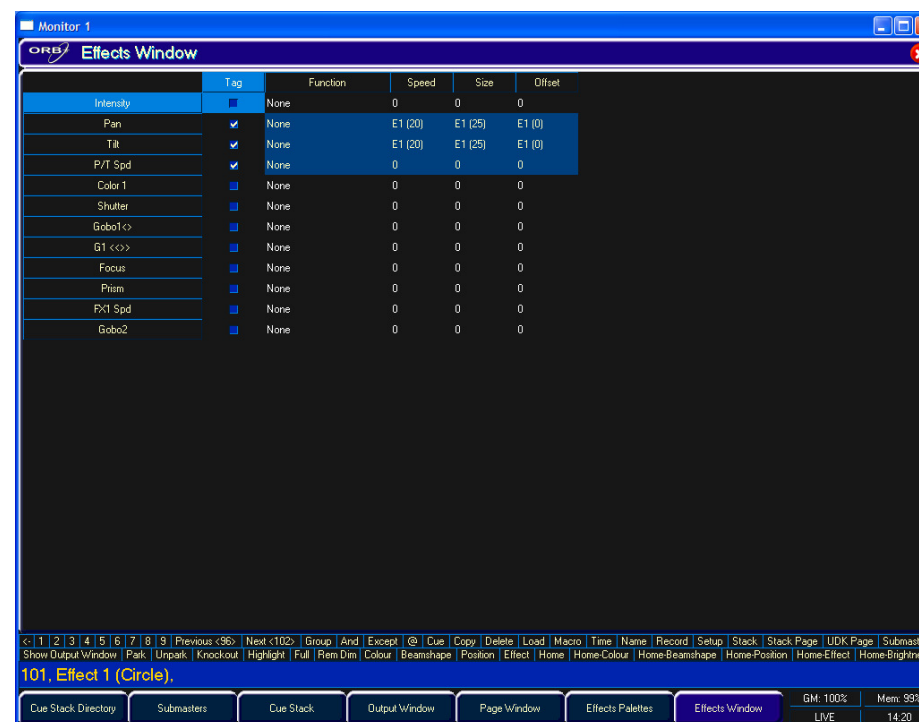 Monitor 1
ORB Effects Window
Tag Function Speed Size Offset
Intensity None 0 0 0
Pan None E1 (20) E1 (25) E1 (0)
Tilt None E1 (20) E1 (25) E1 (0)
P/T Spd None 0 0 0
Color 1 None 0 0 0
Shutter None 0 0 0
Gobo1<> None 0 0 0
G1 <<>> None 0 0 0
Focus None 0 0 0
Prism None 0 0 0
FX1 Spd None 0 0 0
Gobo2 None 0 0 0
<- 1 2 3 4 5 6 7 8 9 Previous <96> Next <102> Group And Except @ Cue Copy Delete Load Macro Time Name Record Setup Stack Stack Page UDK Page Submast
Show Output Window Park Unpark Knockout Highlight Full Rem Dim Colour Beamshape Position Effect Home Home-Colour Home-Beamshape Home-Position Home-Effect Home-Brightne
101, Effect 1 (Circle),
Cue Stack Directory Submasters Cue Stack Output Window Page Window Effects Palettes Effects Window GM: 100% Mem: 99%
LIVE 14:20